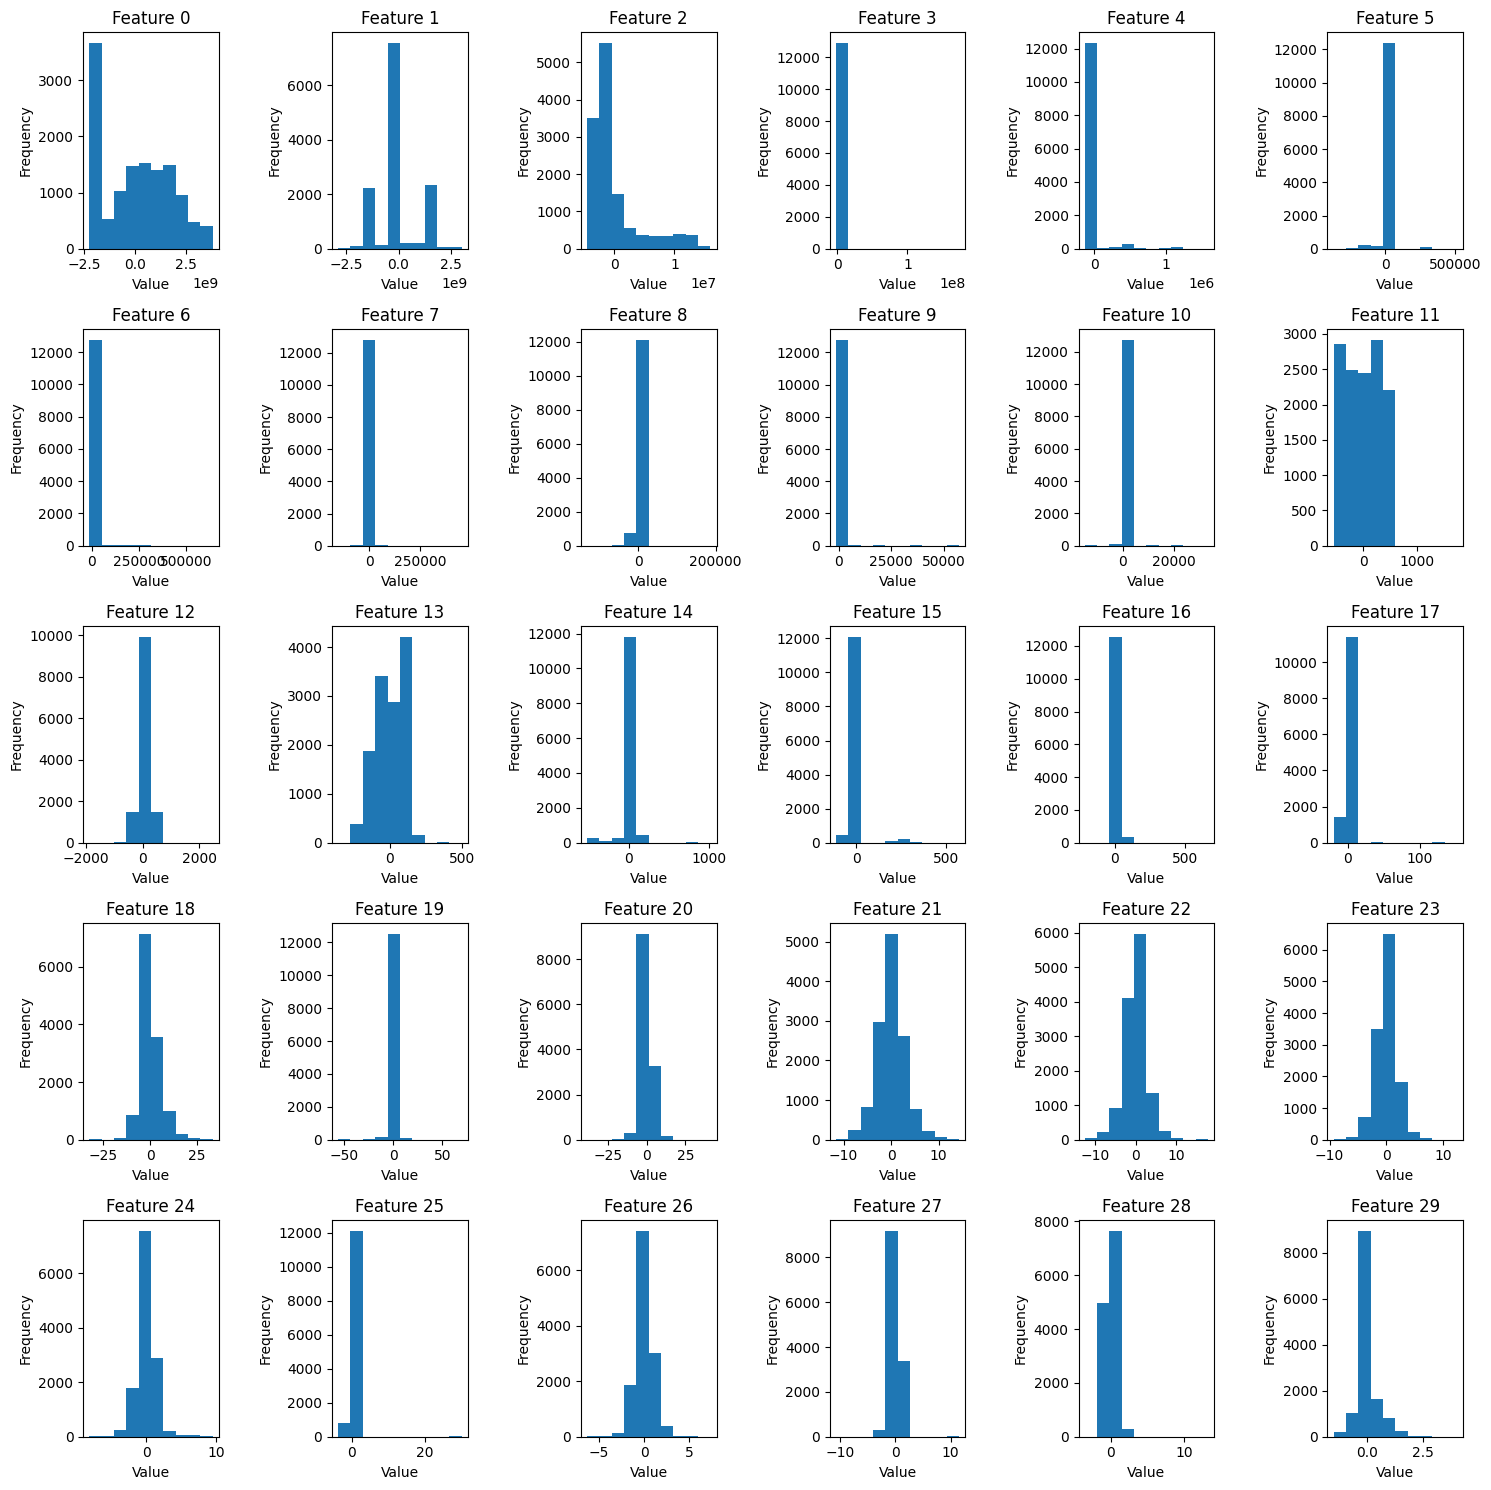 Feature 0
Frequency
3000
2000
1000
0
−2.5 0.0 2.5
1e9
Value
Feature 1
Frequency
6000
4000
2000
0
−2.5 0.0 2.5
1e9
Value
Feature 2
Frequency
5000
4000
3000
2000
1000
0
0 1
1e7
Value
Feature 3
Frequency
12000
10000
8000
6000
4000
2000
0
0 1
1e8
Value
Feature 4
Frequency
12000
10000
8000
6000
4000
2000
0
0 1
1e6
Value
Feature 5
Frequency
12000
10000
8000
6000
4000
2000
0
0 500000
Value
Feature 6
Frequency
12000
10000
8000
6000
4000
2000
0
0 250000 500000
Value
Feature 7
Frequency
12000
10000
8000
6000
4000
2000
0
0 250000
Value
Feature 8
Frequency
12000
10000
8000
6000
4000
2000
0
0 200000
Value
Feature 9
Frequency
12000
10000
8000
6000
4000
2000
0
0 25000 50000
Value
Feature 10
Frequency
12000
10000
8000
6000
4000
2000
0
0 20000
Value
Feature 11
Frequency
3000
2500
2000
1500
1000
500
0
0 1000
Value
Feature 12
Frequency
10000
8000
6000
4000
2000
0
−2000 0 2000
Value
Feature 13
Frequency
4000
3000
2000
1000
0
0 500
Value
Feature 14
Frequency
12000
10000
8000
6000
4000
2000
0
0 1000
Value
Feature 15
Frequency
12000
10000
8000
6000
4000
2000
0
0 500
Value
Feature 16
Frequency
12000
10000
8000
6000
4000
2000
0
0 500
Value
Feature 17
Frequency
10000
8000
6000
4000
2000
0
0 100
Value
Feature 18
Frequency
6000
4000
2000
0
−25 0 25
Value
Feature 19
Frequency
12000
10000
8000
6000
4000
2000
0
−50 0 50
Value
Feature 20
Frequency
8000
6000
4000
2000
0
−25 0 25
Value
Feature 21
Frequency
5000
4000
3000
2000
1000
0
−10 0 10
Value
Feature 22
Frequency
6000
5000
4000
3000
2000
1000
0
−10 0 10
Value
Feature 23
Frequency
6000
5000
4000
3000
2000
1000
0
−10 0 10
Value
Feature 24
Frequency
6000
4000
2000
0
0 10
Value
Feature 25
Frequency
12000
10000
8000
6000
4000
2000
0
0 20
Value
Feature 26
Frequency
6000
4000
2000
0
−5 0 5
Value
Feature 27
Frequency
8000
6000
4000
2000
0
−10 0 10
Value
Feature 28
Frequency
8000
6000
4000
2000
0
0 10
Value
Feature 29
Frequency
8000
6000
4000
2000
0
0.0 2.5
Value